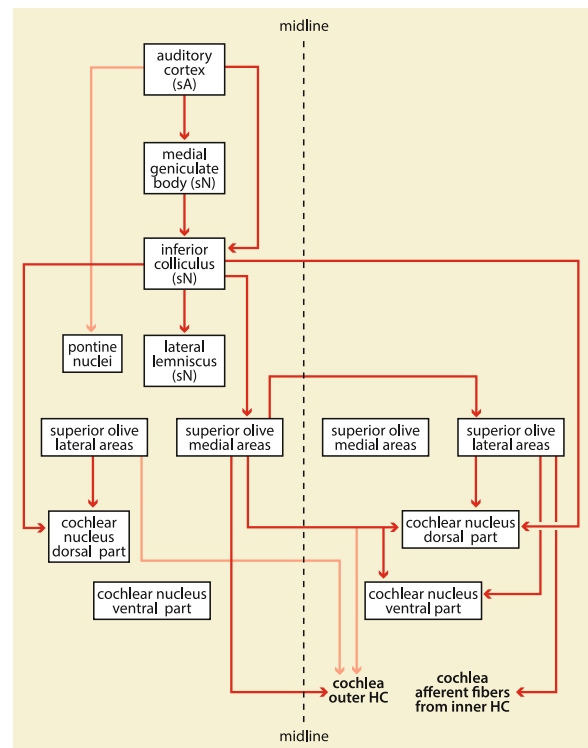 midline
auditory
cortex
(sA)
medial
geniculate
body (sN)
inferior
colliculus
(sN)
pontine
nuclei
lateral
lemniscus
(sN)
superior olive
lateral areas
superior olive
medial areas
superior olive
medial areas
superior olive
lateral areas
cochlear
nucleus
dorsal part
cochlear nucleus
dorsal part
cochlear nucleus
ventral part
cochlear nucleus
ventral part
cochlea
outer HC
cochlea
afferent fibers
from inner HC
midline